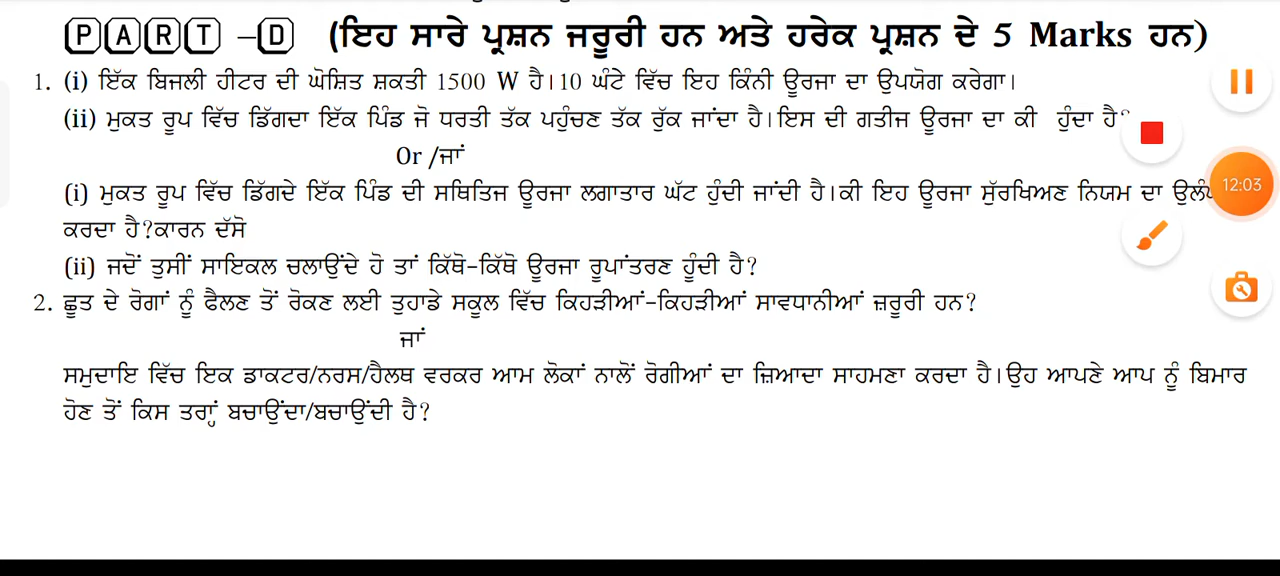 PART –D (ਇਹ ਸਾਰੇ ਪ੍ਰਸ਼ਨ ਜਰੂਰੀ ਹਨ ਅਤੇ ਹਰੇਕ ਪ੍ਰਸ਼ਨ ਦੇ 5 Marks ਹਨ)
1. (i) ਇੱਕ ਬਿਜਲੀ ਹੀਟਰ ਦੀ ਘੋਸ਼ਿਤ ਸ਼ਕਤੀ 1500 W ਹੈ।10 ਘੰਟੇ ਵਿੱਚ ਇਹ ਕਿੰਨੀ ਊਰਜਾ ਦਾ ਉਪਯੋਗ ਕਰੇਗਾ।
(ii) ਮੁਕਤ ਰੂਪ ਵਿੱਚ ਡਿੱਗਦਾ ਇੱਕ ਪਿੰਡ ਜੋ ਧਰਤੀ ਤੱਕ ਪਹੁੰਚਣ ਤੱਕ ਰੁੱਕ ਜਾਂਦਾ ਹੈ।ਇਸ ਦੀ ਗਤੀਜ ਊਰਜਾ ਦਾ ਕੀ ਹੁੰਦਾ ਹੈ?
Or /ਜਾਂ
(i) ਮੁਕਤ ਰੂਪ ਵਿੱਚ ਡਿੱਗਦੇ ਇੱਕ ਪਿੰਡ ਦੀ ਸਥਿਤਿਜ ਊਰਜਾ ਲਗਾਤਾਰ ਘੱਟ ਹੁੰਦੀ ਜਾਂਦੀ ਹੈ।ਕੀ ਇਹ ਊਰਜਾ ਸੁੱਰਖਿਅਣ ਨਿਯਮ ਦਾ
12:03
ਕਰਦਾ ਹੈ?ਕਾਰਨ ਦੱਸੋ
(ii) ਜਦੋਂ ਤੁਸੀਂ ਸਾਇਕਲ ਚਲਾਉਂਦੇ ਹੋ ਤਾਂ ਕਿੱਥੋ-ਕਿੱਥੋ ਊਰਜਾ ਰੂਪਾਂਤਰਣ ਹੂੰਦੀ ਹੈ?
2. ਛੂਤ ਦੇ ਰੋਗਾਂ ਨੂੰ ਫੈਲਣ ਤੋਂ ਰੋਕਣ ਲਈ ਤੁਹਾਡੇ ਸਕੂਲ ਵਿੱਚ ਕਿਹੜੀਆਂ-ਕਿਹੜੀਆਂ ਸਾਵਧਾਨੀਆਂ ਜ਼ਰੂਰੀ ਹਨ?
ਜਾਂ
ਸਮੁਦਾਇ ਵਿੱਚ ਇਕ ਡਾਕਟਰ/ਨਰਸ/ਹੈਲਥ ਵਰਕਰ ਆਮ ਲੋਕਾਂ ਨਾਲੋਂ ਰੋਗੀਆਂ ਦਾ ਜ਼ਿਆਦਾ ਸਾਹਮਣਾ ਕਰਦਾ ਹੈ।ਉਹ ਆਪਣੇ ਆਪ ਨੂੰ ਬਿਮਾਰ
ਹੋਣ ਤੋਂ ਕਿਸ ਤਰ੍ਹਾਂ ਬਚਾਉਂਦਾ/ਬਚਾਉਂਦੀ ਹੈ?